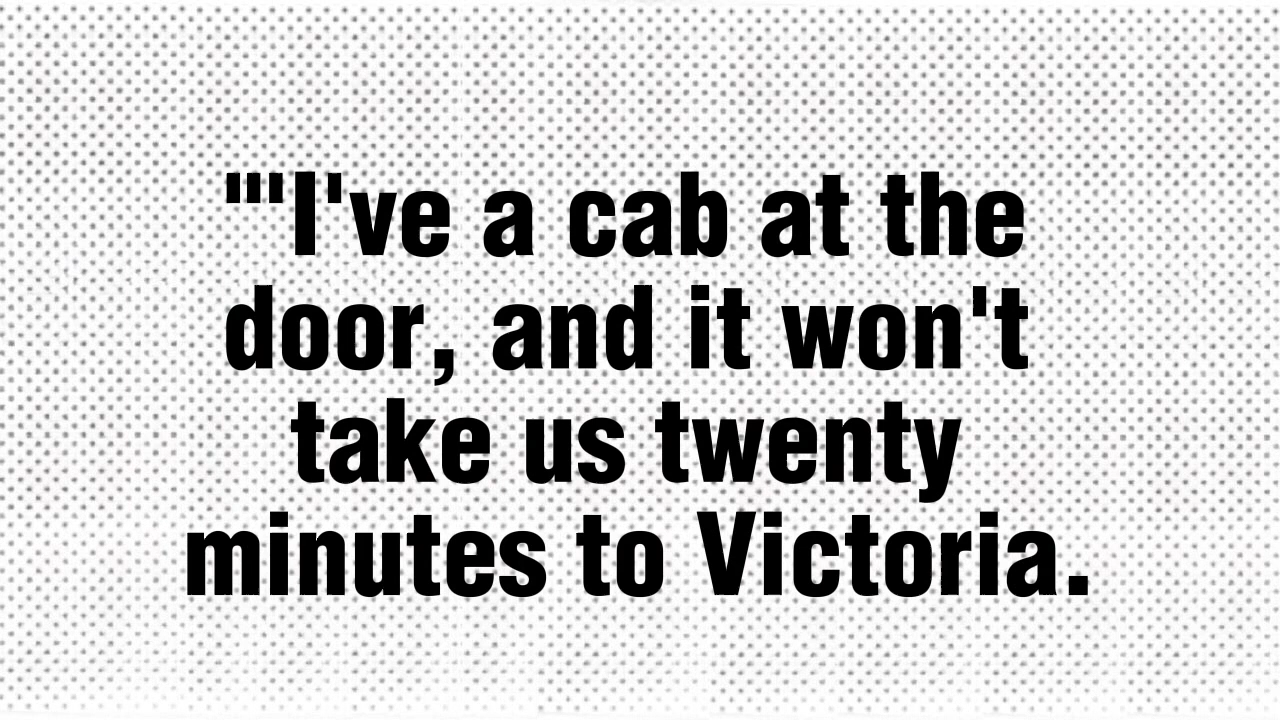 "'I've a cab at the
door, and it won't
take us twenty
minutes to Victoria.